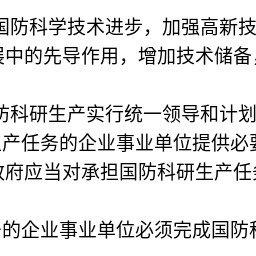 国防科学技术进步，加强高新技
展中的先导作用，增加技术储备，
防科研生产实行统一领导和计划
产任务的企业事业单位提供必要
政府应当对承担国防科研生产任务
的企业事业单位必须完成国防科